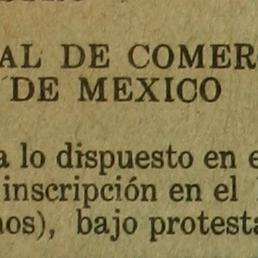 AL DE COMER
DE MEXICO
a lo dispuesto en e
inscripción en el
nos), bajo protesta